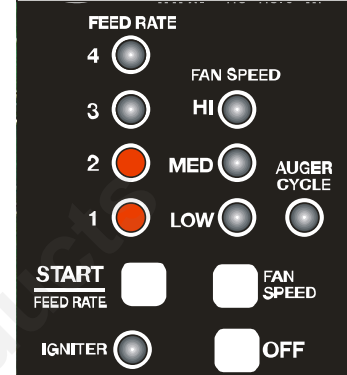 FEED RATE
4
FAN SPEED
3 HI
2 MED AUGER
CYCLE
1 LOW
START FAN
FEED RATE SPEED
IGNITER OFF